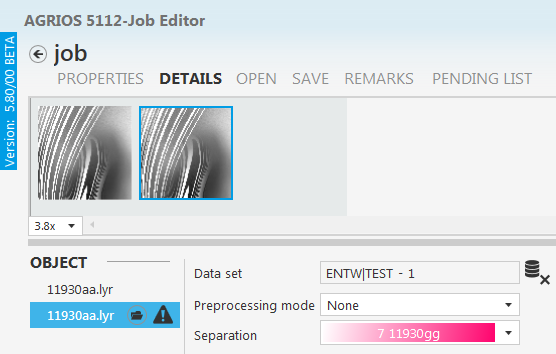 AGRIOS 5112-Job Editor
job
PROPERTIES DETAILS OPEN SAVE REMARKS PENDING LIST
Version: 5.80/00 BETA
3.8x
OBJECT
11930aa.lyr
11930aa.lyr
Data set ENTW|TEST - 1
Preprocessing mode None
Separation 7 11930gg